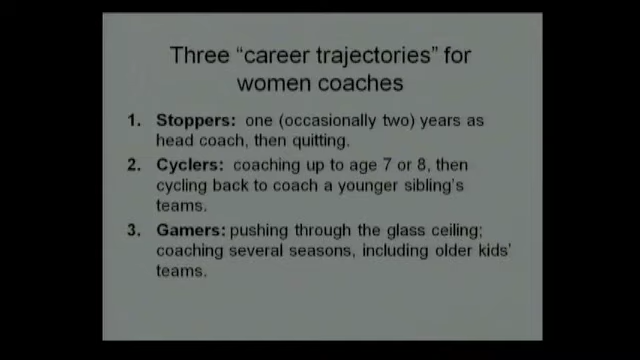 Three “career trajectories” for
women coaches
1. Stoppers: one (occasionally two) years as
head coach, then quitting.
2. Cyclers: coaching up to age 7 or 8, then
cycling back to coach a younger sibling's
teams.
3. Gamers: pushing through the glass ceiling;
coaching several seasons, including older kids'
teams.